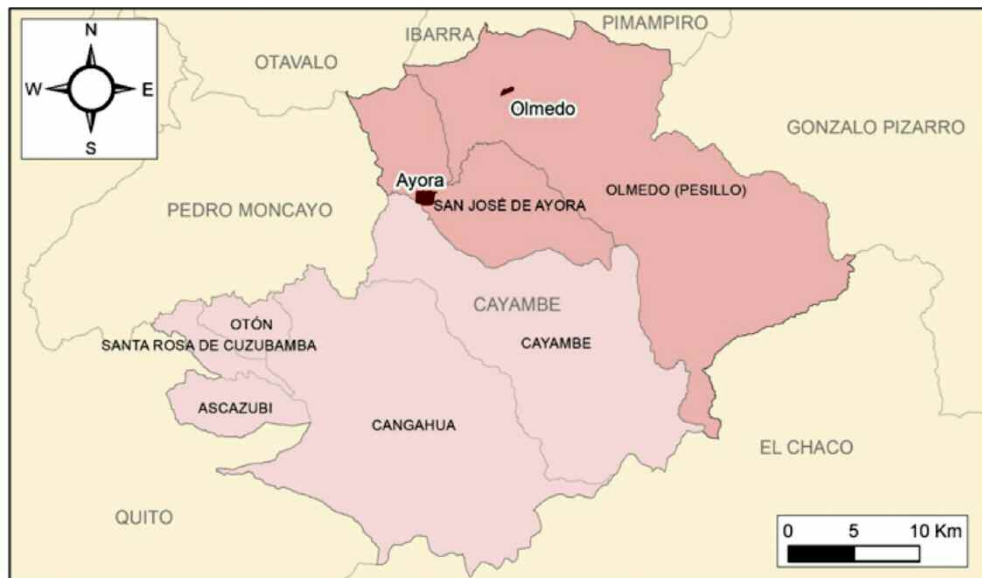 N
W E
S
IBARRA
PIMAMPIRO
OTAVALO
Olmedo
GONZALO PIZARRO
Ayora
OLMEDO (PESILLO)
SAN JOSÉ DE AYORA
PEDRO MONCAYO
CAYAMBE
OTÓN
SANTA ROSA DE CUZUBAMBA
CAYAMBE
ASCAZUBI
CANGAHUA
EL CHACO
QUITO
0 5 10 Km